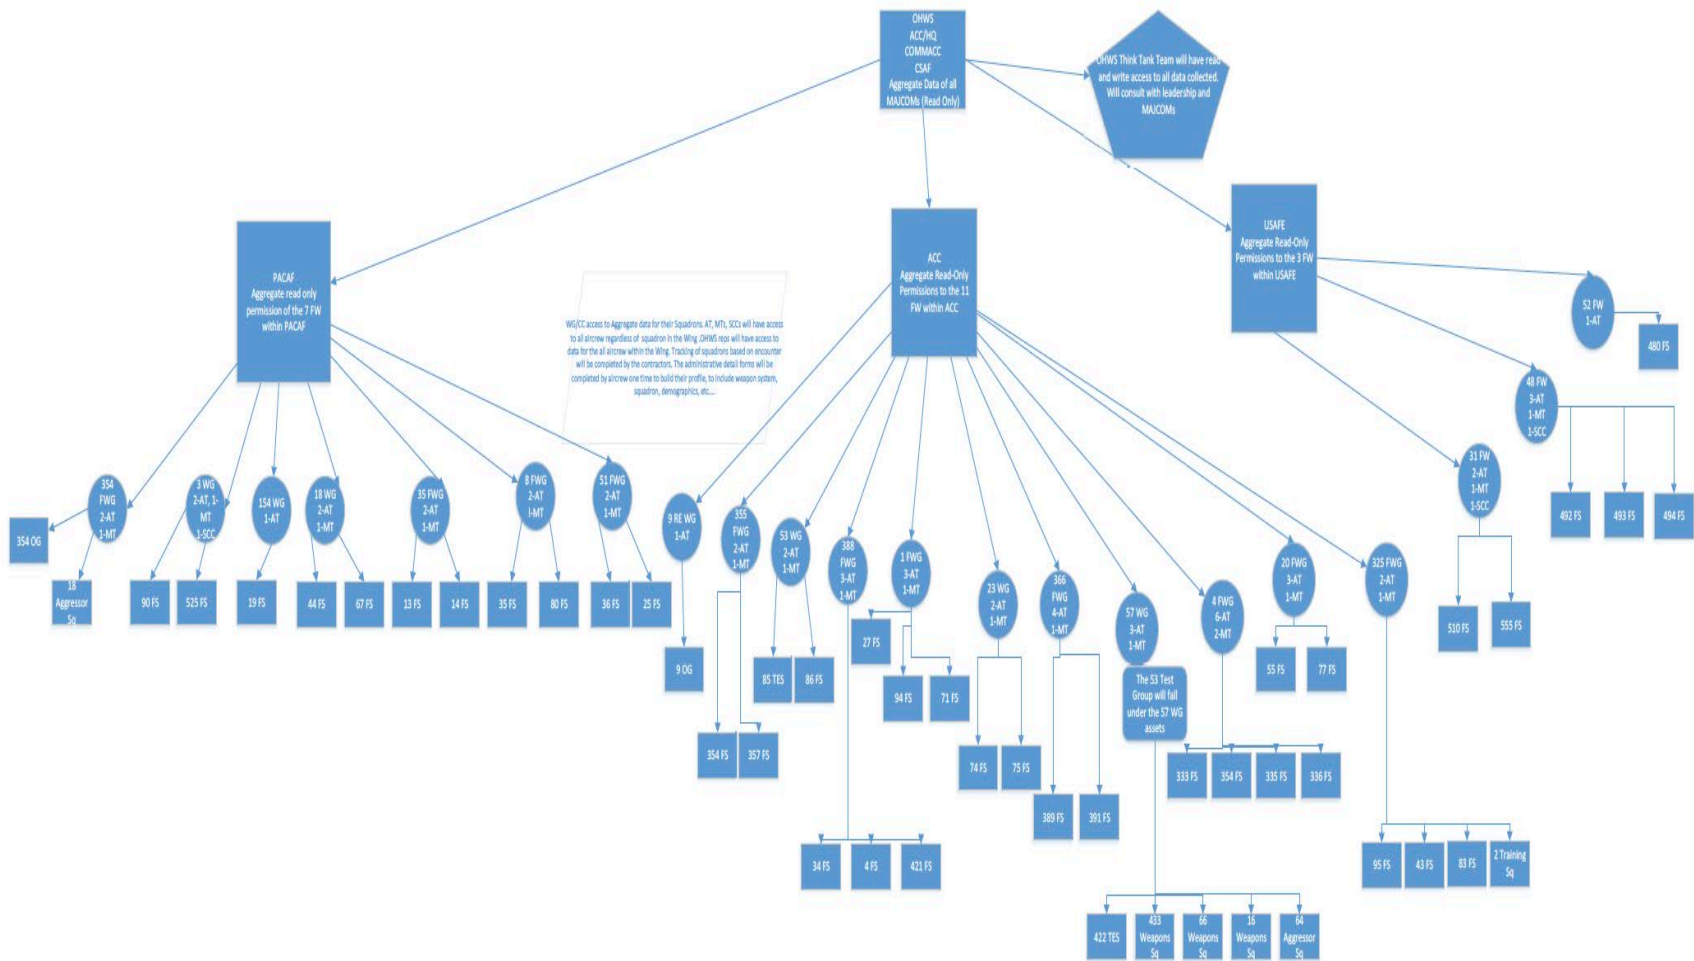 OHWS
ACC/HQ
COMMACC
CSAF
Aggregate Data of all
MAJCOMs (Read Only)
OHWS Think Tank Team will have read
and write access to all data collected.
Will consult with leadership and
MAJCOMs
PACAF
Aggregate read only
permission of the 7 FW
within PACAF
WG/CC access to Aggregate data for their Squadrons. AT, MTs, SCCs will have access
to all aircrew regardless of squadron in the Wing .OHWS reps will have access to
data for the all aircrew within the Wing. Tracking of squadrons based on encounter
will be completed by the contractors. The administrative detail forms will be
completed by aircrew one time to build their profile, to include weapon system,
squadron, demographics, etc....
ACC
Aggregate Read-Only
Permissions to the 11
FW within ACC
USAFE
Aggregate Read-Only
Permissions to the 3 FW
within USAFE
52 FW
1-AT
480 FS
48 FW
3-AT
1-MT
1-SCC
492 FS
493 FS
494 FS
31 FW
2-AT
1-MT
1-SCC
510 FS
555 FS
354
FWG
2-AT
1-MT
354 OG
18
Aggressor
Sq
3 WG
2-AT, 1-
MT
1-SCC
90 FS
525 FS
154 WG
1-AT
19 FS
18 WG
2-AT
1-MT
44 FS
67 FS
35 FWG
2-AT
1-MT
13 FS
14 FS
8 FWG
2-AT
I-MT
35 FS
80 FS
51 FWG
2-AT
1-MT
36 FS
25 FS
9 RE WG
1-AT
9 OG
355
FWG
2-AT
1-MT
354 FS
357 FS
53 WG
2-AT
1-MT
85 TES
86 FS
388
FWG
3-AT
1-MT
34 FS
4 FS
421 FS
1 FWG
3-AT
1-MT
27 FS
94 FS
71 FS
23 WG
2-AT
1-MT
74 FS
75 FS
366
FWG
4-AT
1-MT
389 FS
391 FS
57 WG
3-AT
1-MT
The 53 Test
Group will fall
under the 57 WG
assets
422 TES
433
Weapons
Sq
66
Weapons
Sq
16
Weapons
Sq
64
Aggressor
Sq
4 FWG
6-AT
2-MT
333 FS
354 FS
335 FS
336 FS
20 FWG
3-AT
1-MT
55 FS
77 FS
325 FWG
2-AT
1-MT
95 FS
43 FS
83 FS
2 Training
Sq